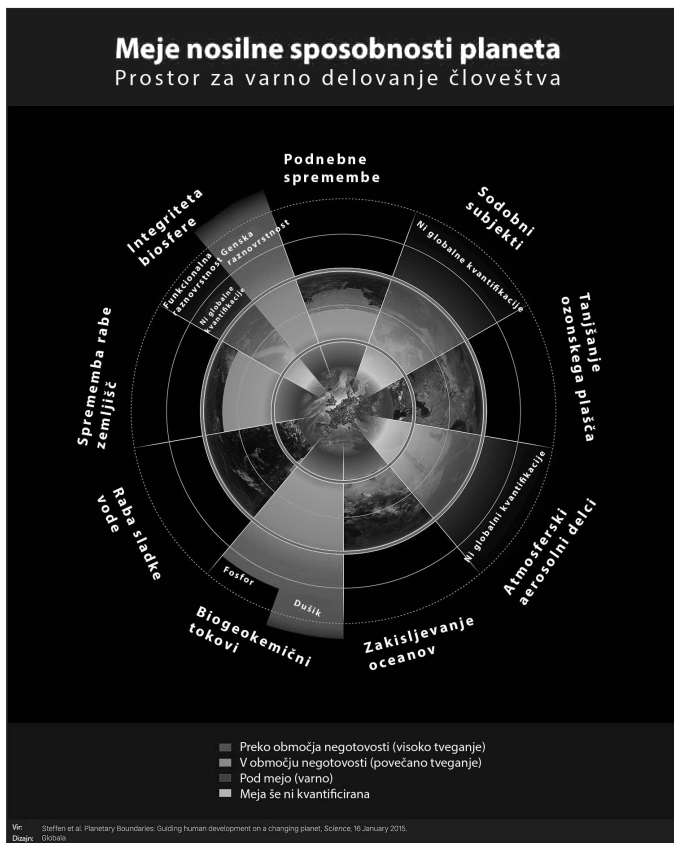 Meje nosilne sposobnosti planeta
Prostor za varno delovanje človeštva
Podnebne
spremembe
Sodobni
subjekti
Ni globalne kvantifikacije
Tanjšanje
ozonskega plašča
Ni globalni kvantifikacije
Atmosferski
aerosolni delci
Zakisljevanje
oceanov
Biogeokemični
tokovi
Fosfor
Dušik
Raba sladke
vode
Sprememba rabe
zemljišč
Integriteta
biosfere
Funkcionalna
raznovrstnost
Ni globalne
kvantifikacije
Genska
raznovrstnost
Preko območja negotovosti (visoko tveganje)
V območju negotovosti (povečano tveganje)
Pod mejo (varno)
Meja še ni kvantificirana
Vir: Steffen et al. Planetary Boundaries: Guiding human development on a changing planet, Science, 16 January 2015.
Dizajn: Globaïa